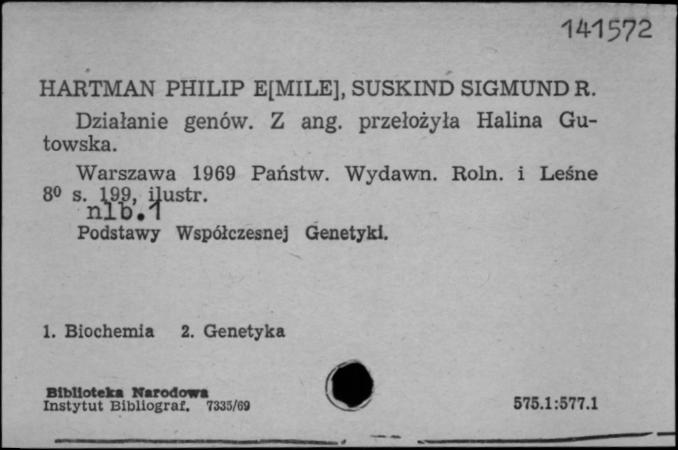 141572
HARTMAN PHILIP E[MILE], SUSKIND SIGMUND R.
Działanie genów. Z ang. przełożyła Halina Gu-
towska.
Warszawa 1969 Państw. Wydawn. Roln. i Leśne
8⁰ s. 199, ilustr.
nlb.1
Podstawy Współczesnej Genetyki.
1. Biochemia 2. Genetyka
Biblioteka Narodowa
Instytut Bibliograf. 7335/69
575.1:577.1